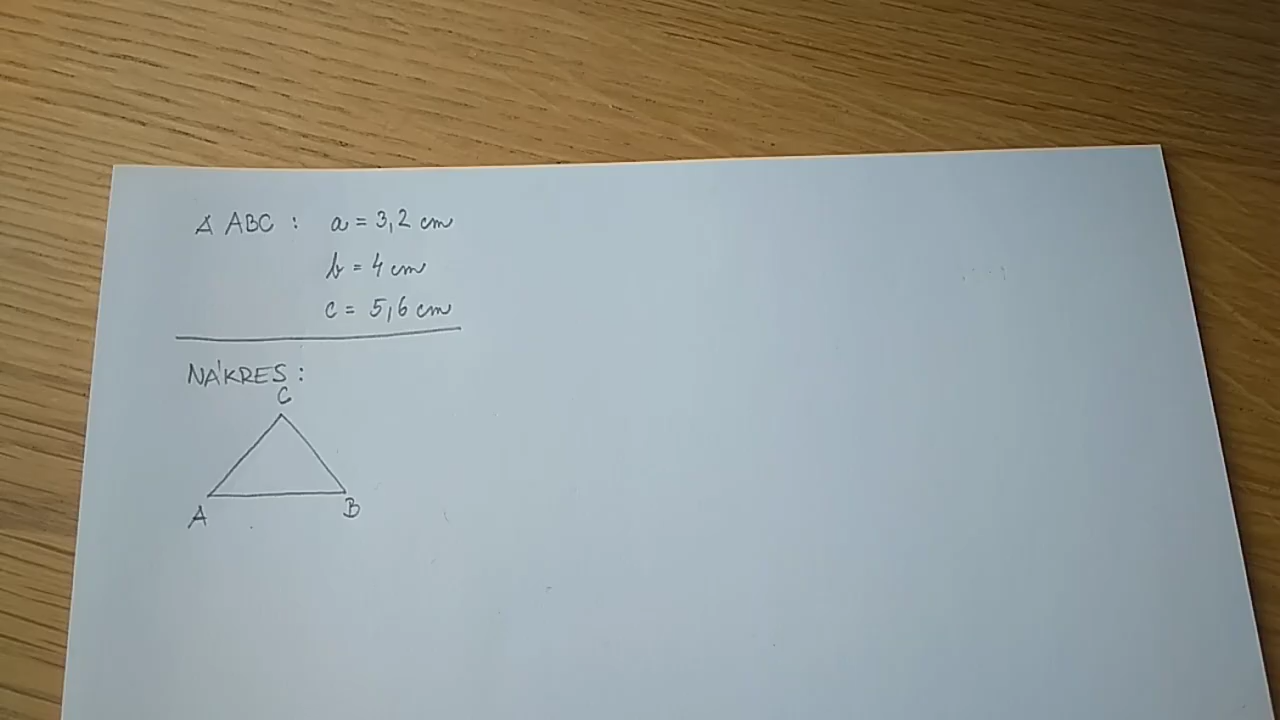 Δ ABC : a = 3,2 cm
b = 4 cm
c = 5,6 cm
NÁKRES :
C
A B